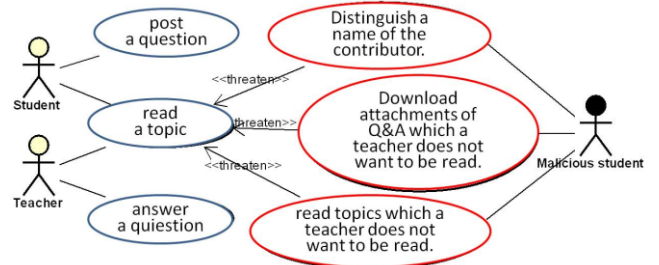 post
a question
Distinguish a
name of the
contributor.
<<threaten>>
Student
read
a topic
threaten>>
Download
attachments of
Q&A which a
teacher does not
want to be read.
Malicious student
<<threaten>>
Teacher
answer
a quiestion
read topics which a
teacher does not
want to be read.